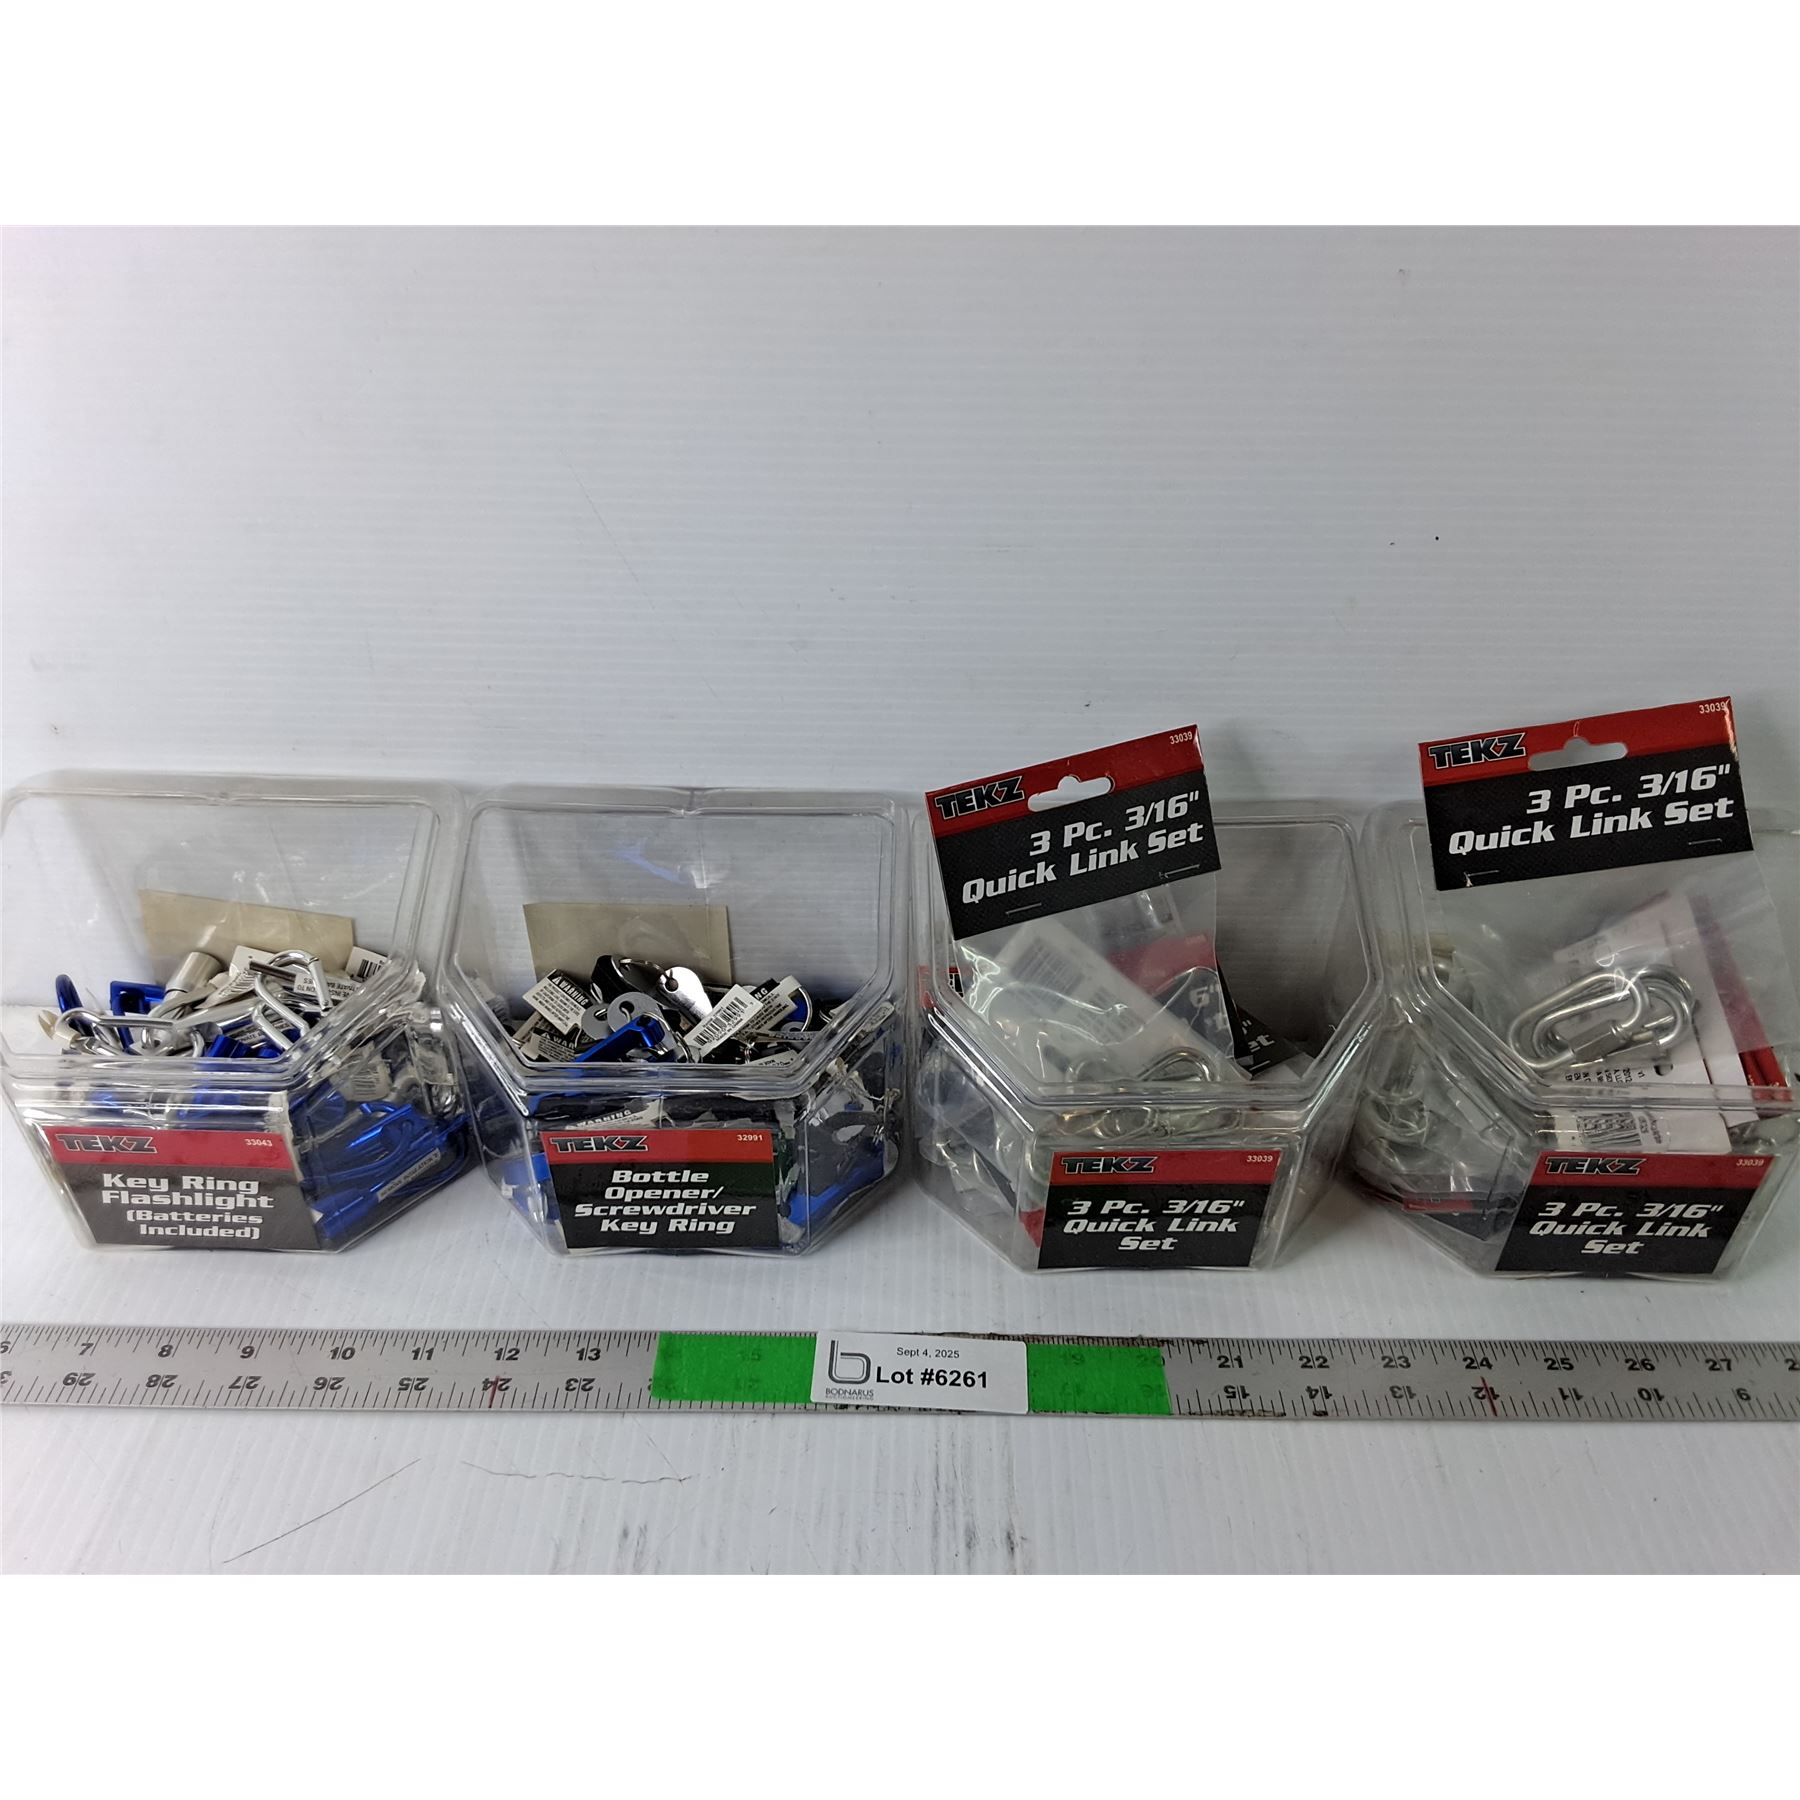 TEKZ
33039
3 Pc. 3/16"
Quick Link Set
TEKZ
33039
3 Pc. 3/16"
Quick Link Set
WARNING
WARNING
TEKZ
33043
Key Ring
Flashlight
(Batteries
Included)
TEKZ
32991
Bottle
Opener/
Screwdriver
Key Ring
TEKZ
33039
3 Pc. 3/16"
Quick Link
Set
TEKZ
33039
3 Pc. 3/16"
Quick Link
Set
7 8 9 10 11 12 13 21 22 23 24 25 26 27
29 28 27 26 25 24 23 15 14 13 12 11 10 9
Sept 4, 2025
Lot #6261
BODNARUS